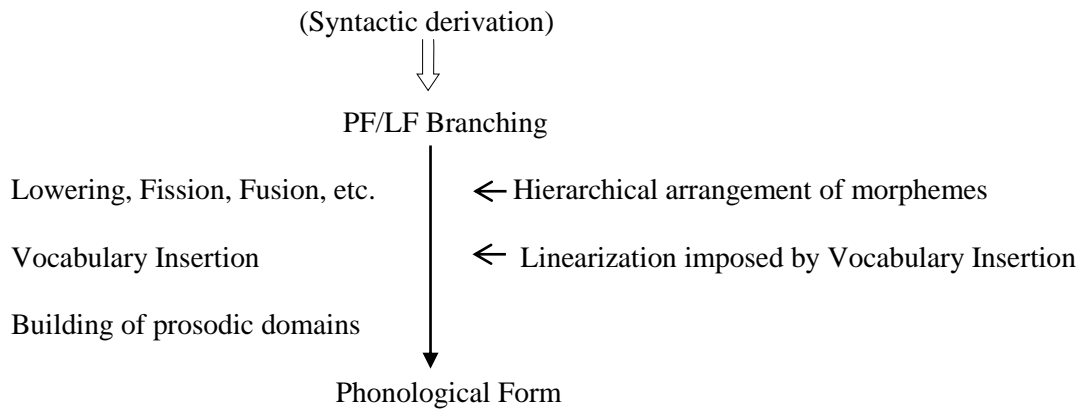 (Syntactic derivation)
PF/LF Branching
Lowering, Fission, Fusion, etc.
Hierarchical arrangement of morphemes
Vocabulary Insertion
Linearization imposed by Vocabulary Insertion
Building of prosodic domains
Phonological Form